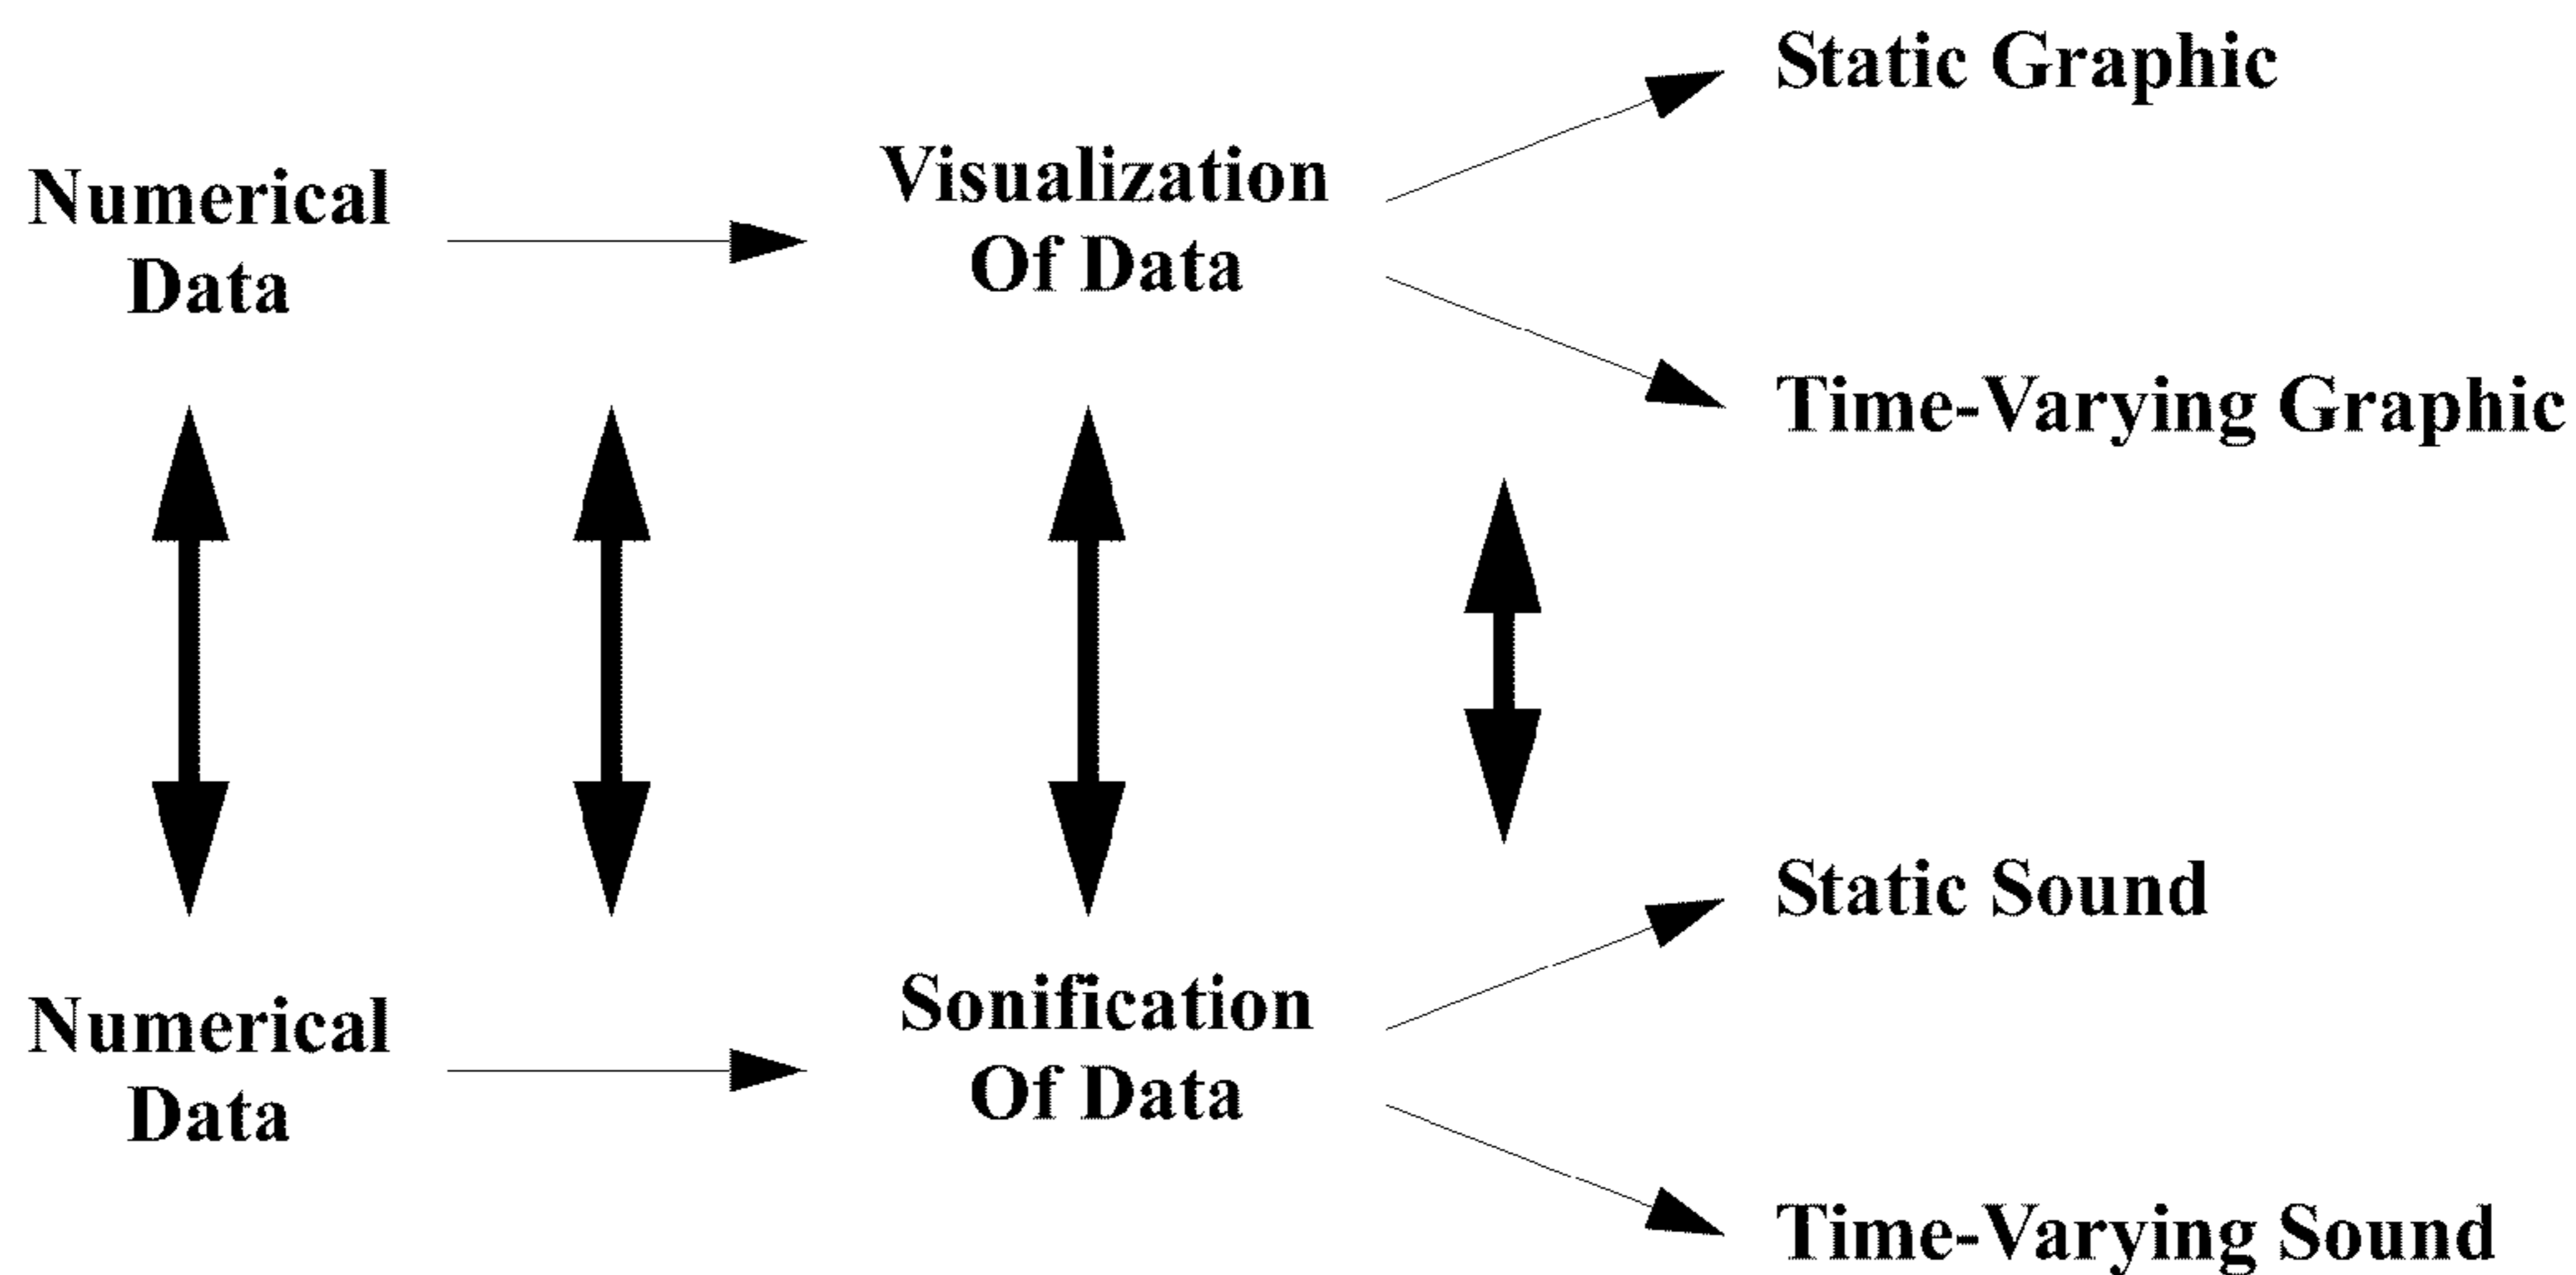 Static Graphic
Numerical
Data
Visualization
Of Data
Time-Varying Graphic
Static Sound
Numerical
Data
Sonification
Of Data
Time-Varying Sound